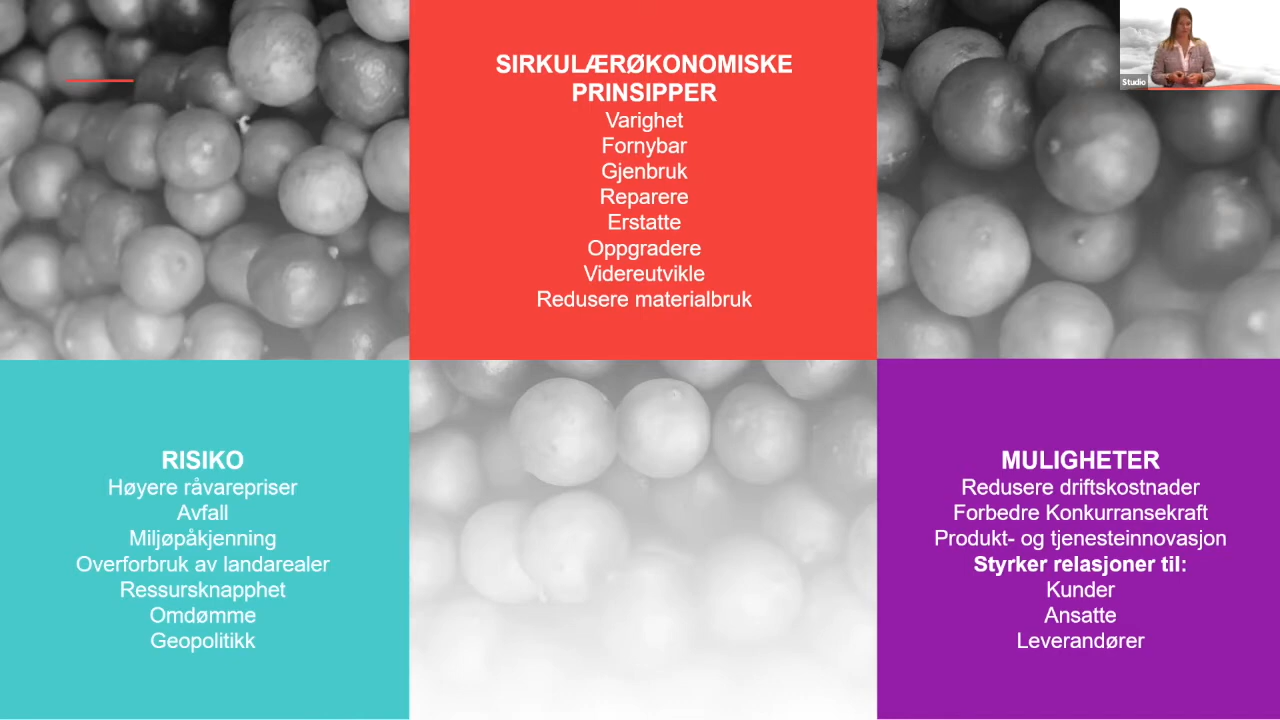 SIRKULÆRØKONOMISKE
PRINSIPPER
Varighet
Fornybar
Gjenbruk
Reparere
Erstatte
Oppgradere
Videreutvikle
Redusere materialbruk
Studio
RISIKO
Høyere råvarepriser
Avfall
Miljøpåkjenning
Overforbruk av landarealer
Ressursknapphet
Omdømme
Geopolitikk
MULIGHETER
Redusere driftskostnader
Forbedre Konkurransekraft
Produkt- og tjenesteinnovasjon
Styrker relasjoner til:
Kunder
Ansatte
Leverandører